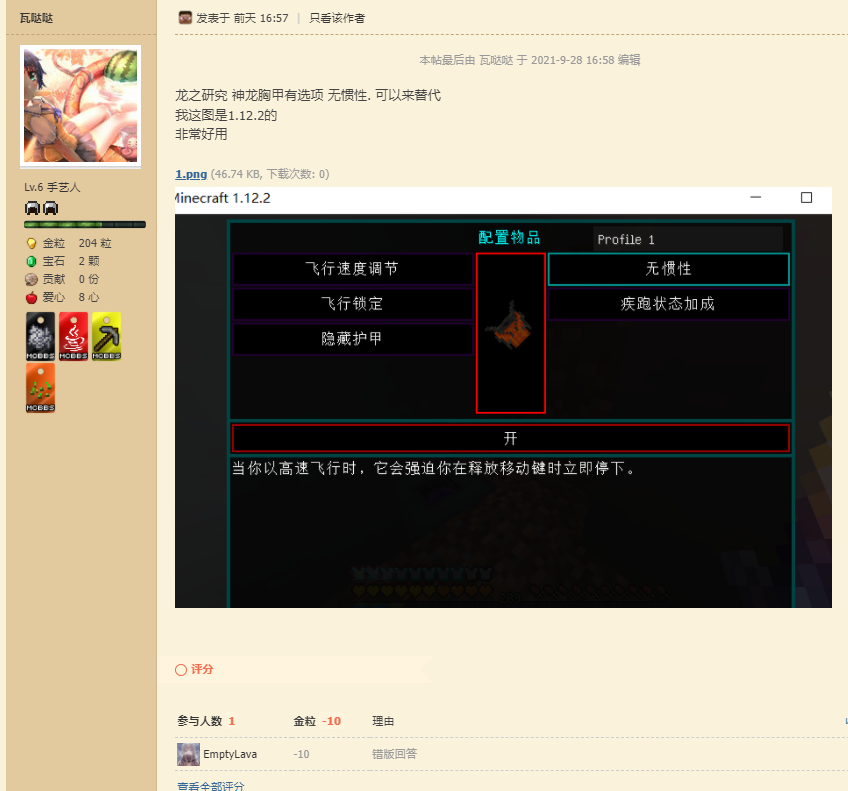 瓦哒哒
发表于 前天 16:57 | 只看该作者
本帖最后由 瓦哒哒 于 2021-9-28 16:58 编辑
龙之研究 神龙胸甲有选项 无惯性. 可以来替代
我这图是1.12.2的
非常好用
1.png (46.74 KB, 下载次数: 0)
Lv.6 手艺人
金粒 204 粒
宝石 2 颗
贡献 0 份
爱心 8 心
MCBBS MCBBS MCBBS
MCBBS
Minecraft 1.12.2
配置物品 Profile 1
飞行速度调节 无惯性
飞行锁定 疾跑状态加成
隐藏护甲
开
当你以高速飞行时，它会强迫你在释放移动键时立即停下。
评分
参与人数 1 金粒 -10 理由
EmptyLava -10 错版回答
查看全部评分